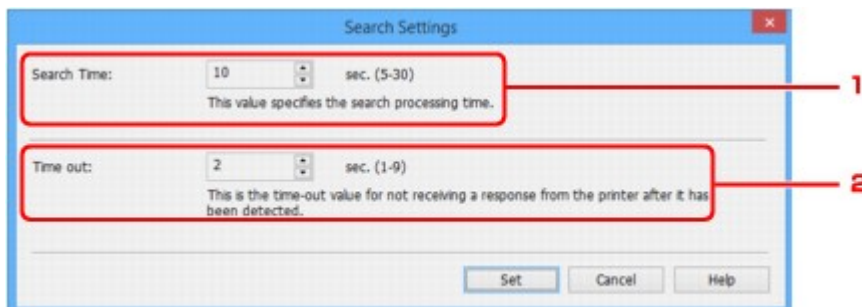 Search Settings
Search Time:
10
sec. (5-30)
This value specifies the search processing time.
1
Time out:
2
sec. (1-9)
This is the time-out value for not receiving a response from the printer after it has
been detected.
2
Set
Cancel
Help